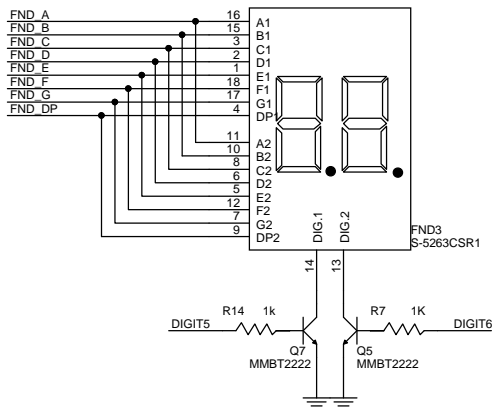 FND_A 16 A1
FND_B 15 B1
FND_C 3 C1
FND_D 2 D1
FND_E 1 E1
FND_F 18 F1
FND_G 17 G1
FND_DP 4 DP1
11 A2
10 B2
8 C2
6 D2
5 E2
12 F2
7 G2
9 DP2
DIG.1
DIG.2
FND3
S-5263CSR1
14
13
R14 1k
R7 1K
DIGIT5
DIGIT6
Q7
MMBT2222
Q5
MMBT2222